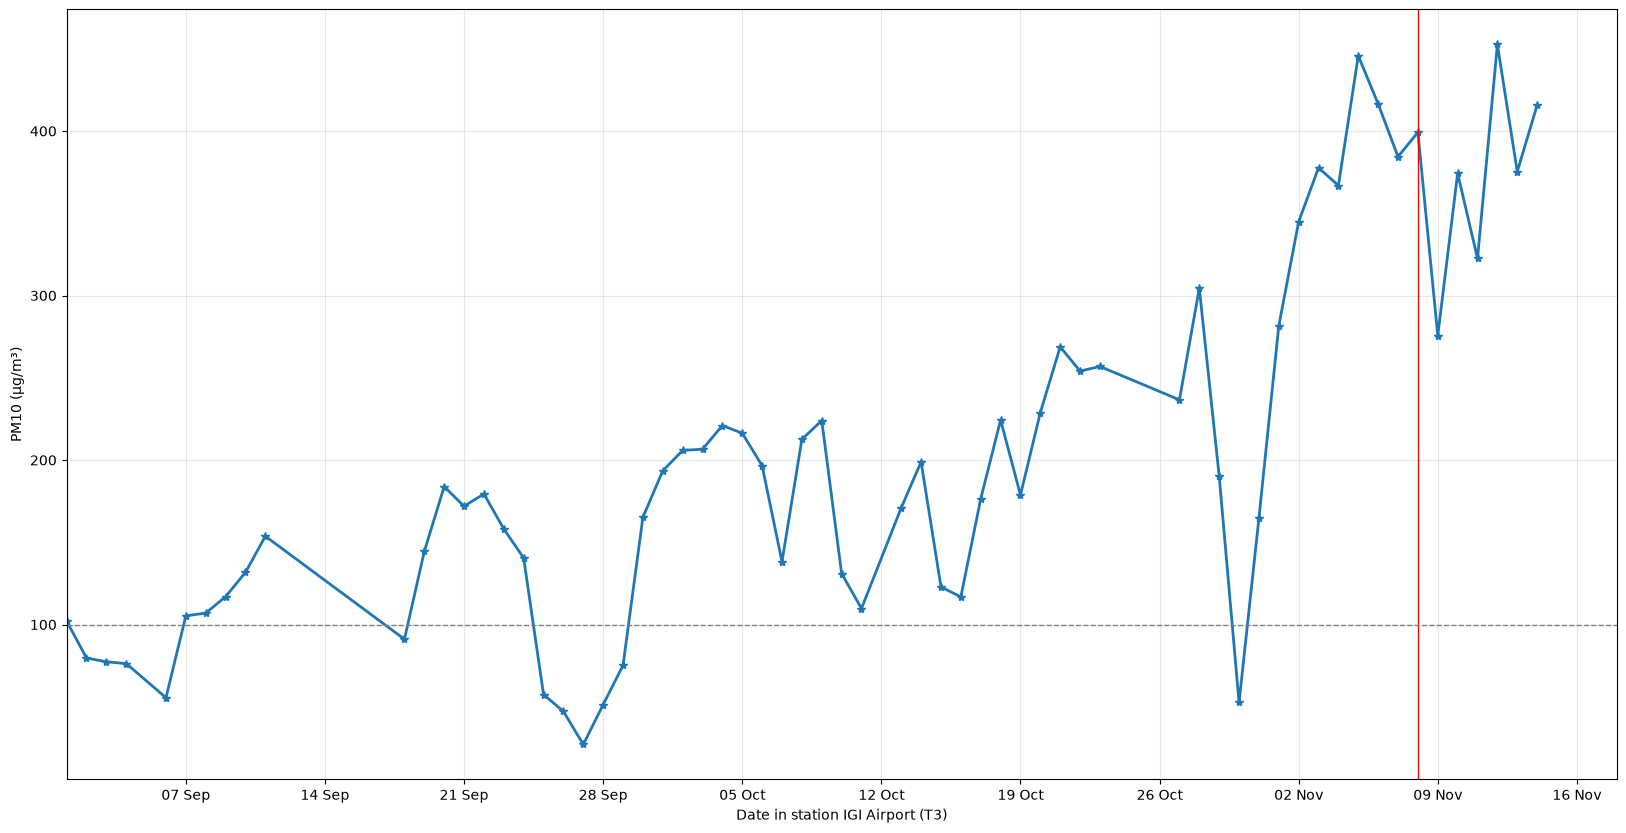 400
300
200
100
PM10 (µg/m³)
07 Sep 14 Sep 21 Sep 28 Sep 05 Oct 12 Oct 19 Oct 26 Oct 02 Nov 09 Nov 16 Nov
Date in station IGI Airport (T3)